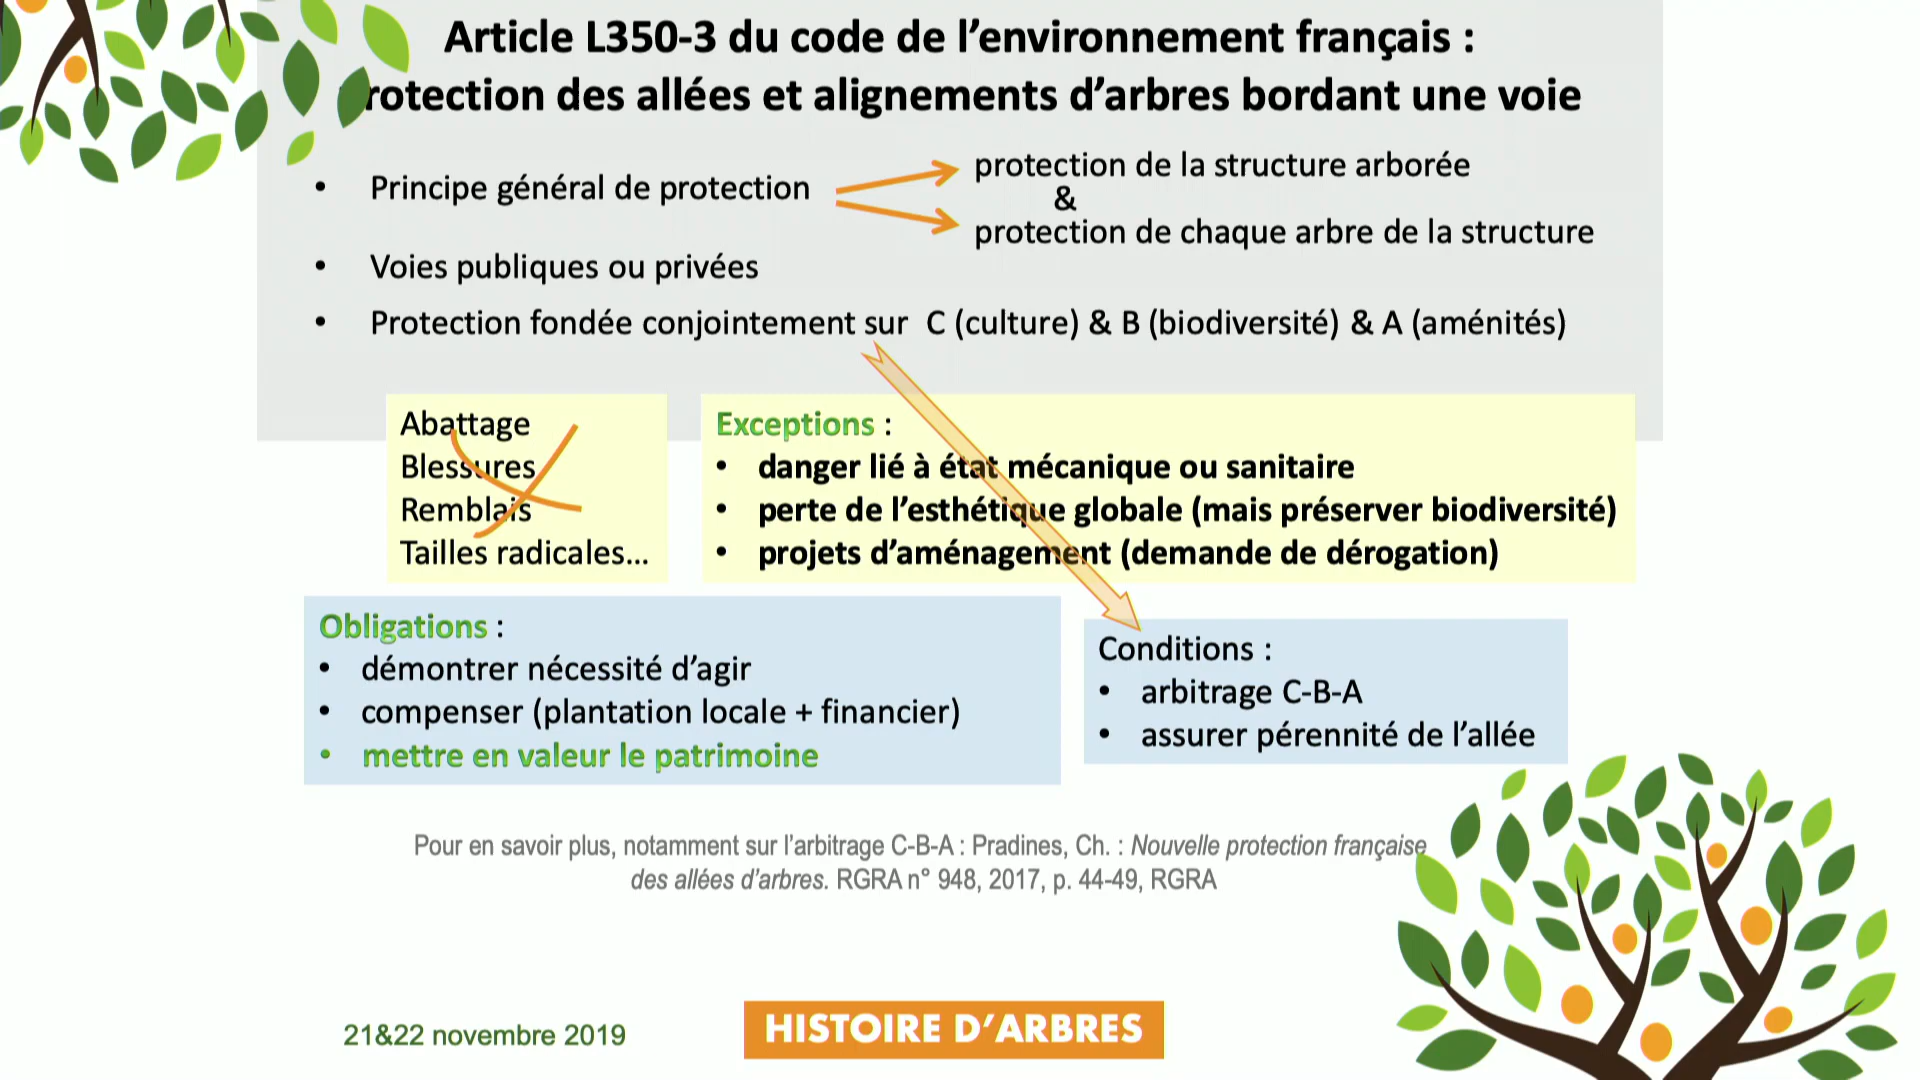 Article L350-3 du code de l'environnement français :
rotection des allées et alignements d'arbres bordant une voie
• Principe général de protection
protection de la structure arborée
&
protection de chaque arbre de la structure
• Voies publiques ou privées
• Protection fondée conjointement sur C (culture) & B (biodiversité) & A (aménités)
Abattage
Blessures
Remblais
Tailles radicales...
Exceptions :
• danger lié à état mécanique ou sanitaire
• perte de l'esthétique globale (mais préserver biodiversité)
• projets d'aménagement (demande de dérogation)
Obligations :
• démontrer nécessité d'agir
• compenser (plantation locale + financier)
• mettre en valeur le patrimoine
Conditions :
• arbitrage C-B-A
• assurer pérennité de l'allée
Pour en savoir plus, notamment sur l'arbitrage C-B-A : Pradines, Ch. : Nouvelle protection française
des allées d'arbres. RGRA n° 948, 2017, p. 44-49, RGRA
21&22 novembre 2019
HISTOIRE D'ARBRES